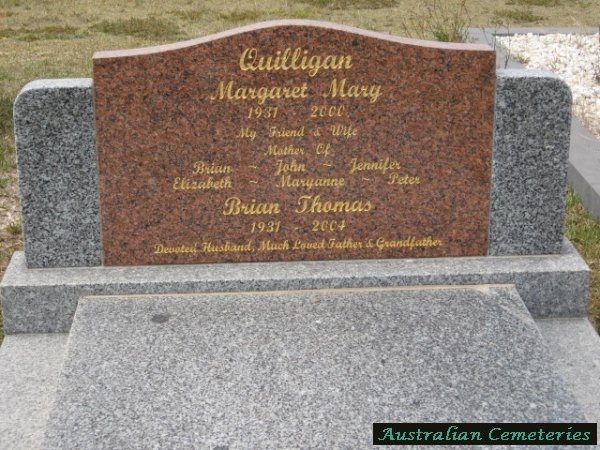 Quilligan
Margaret Mary
1931 - 2000
My Friend & Wife
Mother Of
Brian ~ John ~ Jennifer
Elizabeth ~ Maryanne ~ Peter
Brian Thomas
1931 - 2004
Devoted Husband, Much Loved Father & Grandfather
Australian Cemeteries